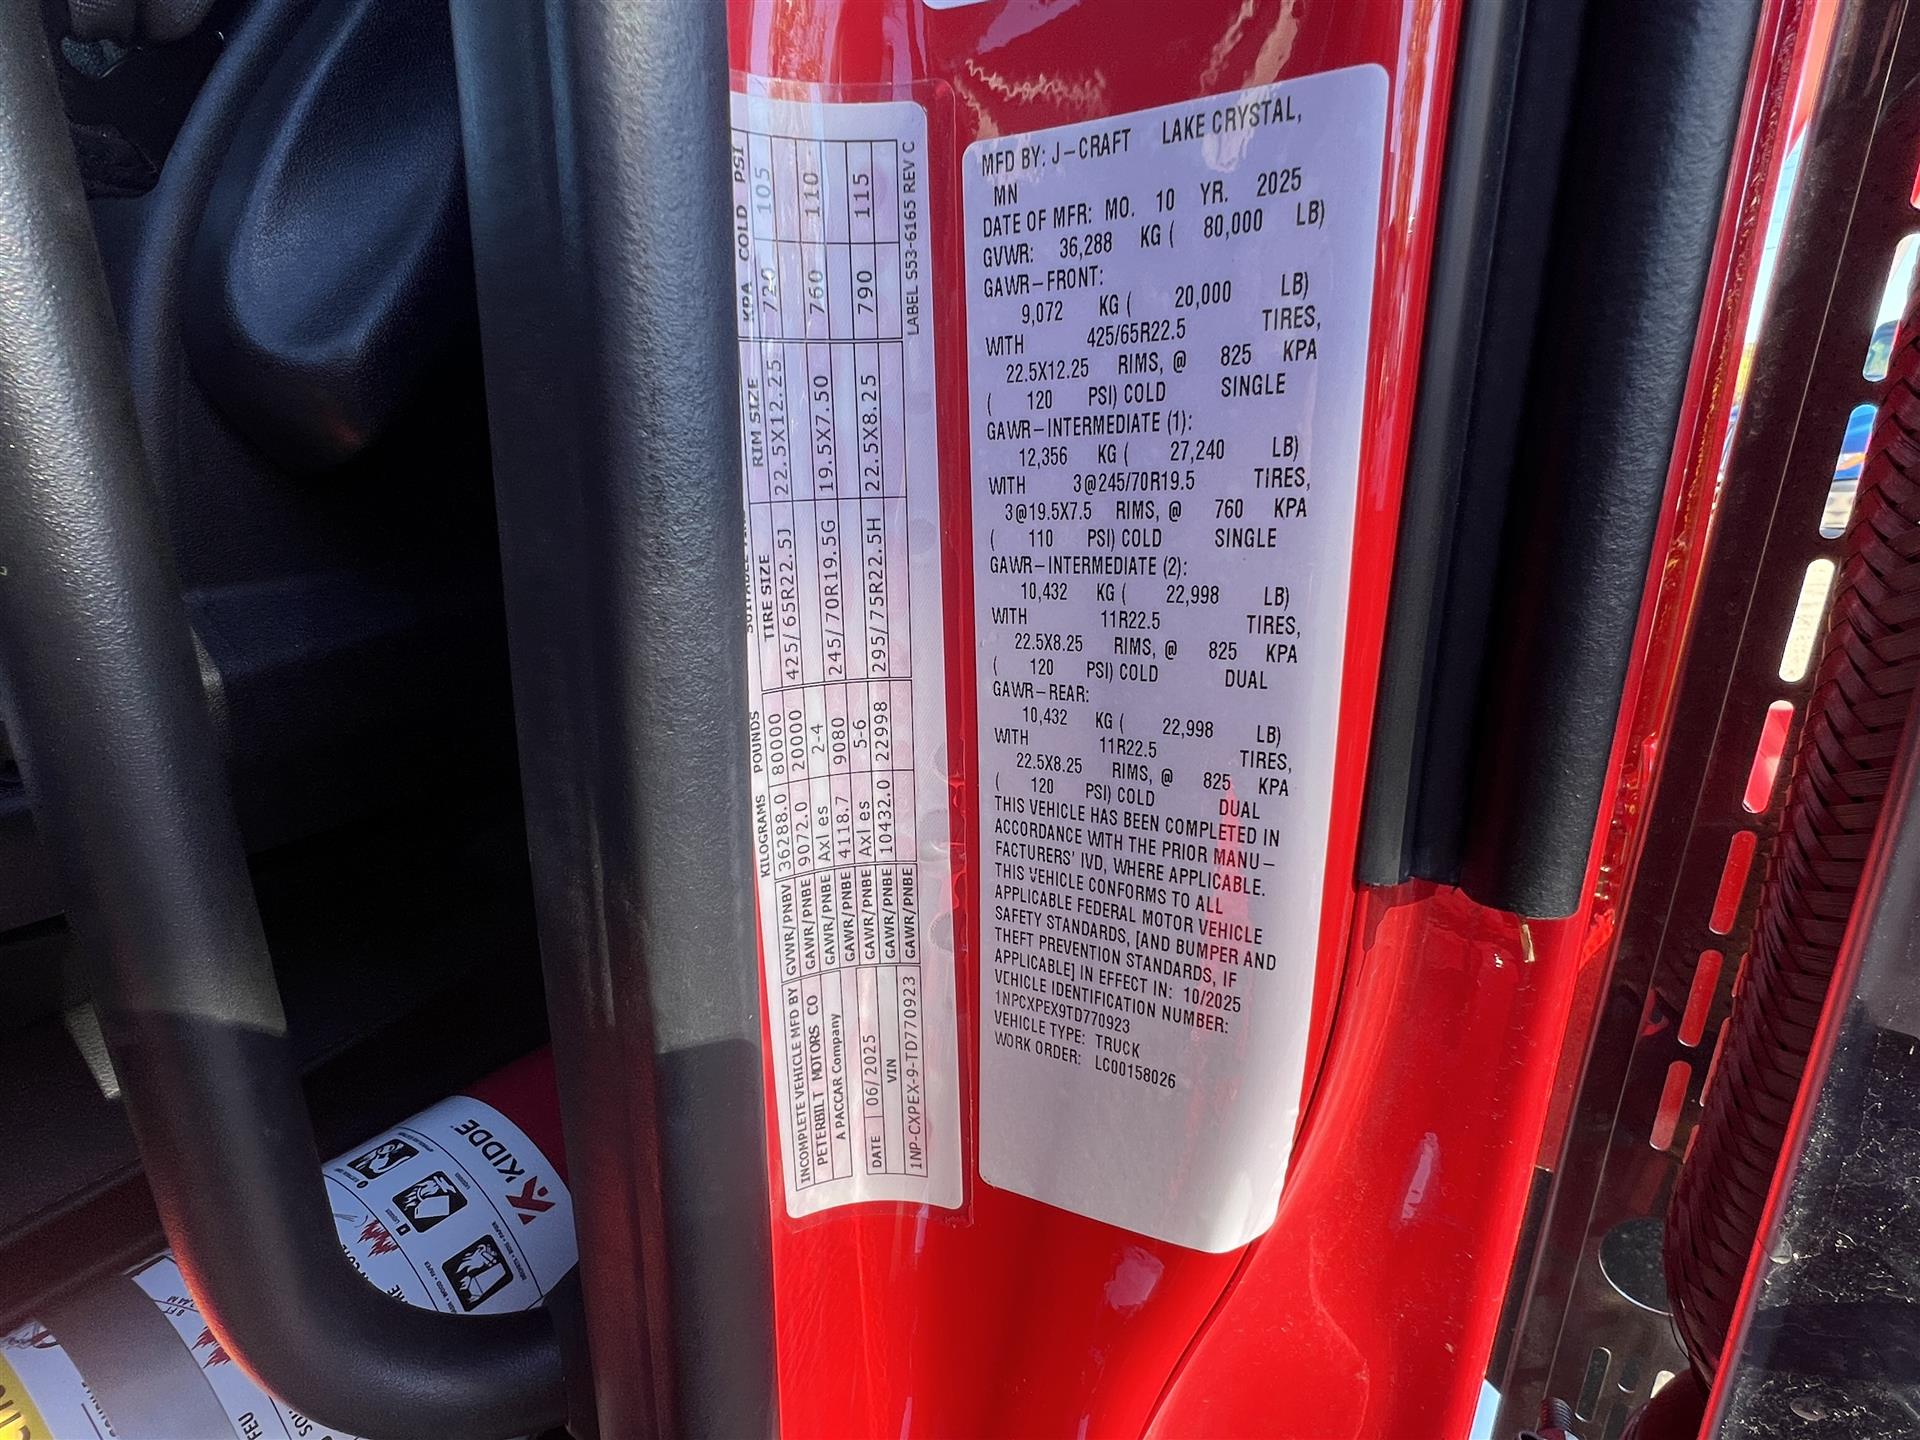 INCOMPLETE VEHICLE MFD BY
PETERBILT MOTORS CO
A PACCAR Company
DATE 06/2025
VIN
1NP-CXPEX-9-TD770923
KILOGRAMS POUNDS TIRE SIZE RIM SIZE KPA COLD PSI
GVWR/PNBV 36288.0 80000
GAWR/PNBE 9072.0 20000 425/65R22.5J 22.5X12.25 720 105
GAWR/PNBE Axles 2-4
GAWR/PNBE 4118.7 9080 245/70R19.5G 19.5X7.50 760 110
GAWR/PNBE Axles 5-6
GAWR/PNBE 10432.0 22998 295/75R22.5H 22.5X8.25 790 115
GAWR/PNBE
LABEL S53-6165 REV C
MFD BY: J-CRAFT LAKE CRYSTAL,
MN
DATE OF MFR: MO. 10 YR. 2025
GVWR: 36,288 KG ( 80,000 LB)
GAWR-FRONT:
9,072 KG ( 20,000 LB)
WITH 425/65R22.5 TIRES,
22.5X12.25 RIMS, @ 825 KPA
( 120 PSI) COLD SINGLE
GAWR-INTERMEDIATE (1):
12,356 KG ( 27,240 LB)
WITH 3@245/70R19.5 TIRES,
3@19.5X7.5 RIMS, @ 760 KPA
( 110 PSI) COLD SINGLE
GAWR-INTERMEDIATE (2):
10,432 KG ( 22,998 LB)
WITH 11R22.5 TIRES,
22.5X8.25 RIMS, @ 825 KPA
( 120 PSI) COLD DUAL
GAWR-REAR:
10,432 KG ( 22,998 LB)
WITH 11R22.5 TIRES,
22.5X8.25 RIMS, @ 825 KPA
( 120 PSI) COLD DUAL
THIS VEHICLE HAS BEEN COMPLETED IN
ACCORDANCE WITH THE PRIOR MANU-
FACTURERS' IVD, WHERE APPLICABLE.
THIS VEHICLE CONFORMS TO ALL
APPLICABLE FEDERAL MOTOR VEHICLE
SAFETY STANDARDS, [AND BUMPER AND
THEFT PREVENTION STANDARDS, IF
APPLICABLE] IN EFFECT IN: 10/2025
VEHICLE IDENTIFICATION NUMBER:
1NPCXPEX9TD770923
VEHICLE TYPE: TRUCK
WORK ORDER: LC00158026
KIDDE
FEU
8 FT